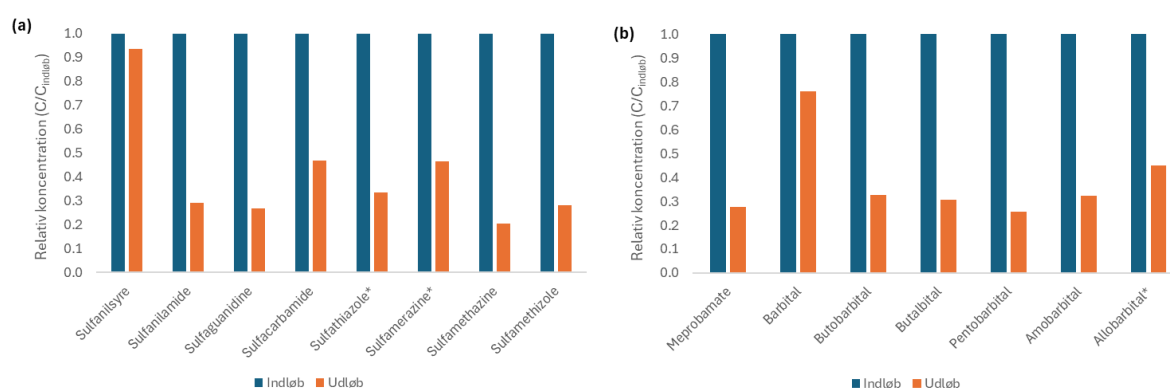 (a)
Relativ koncentration (C/Cindløb)
1.0
0.9
0.8
0.7
0.6
0.5
0.4
0.3
0.2
0.1
0.0
Sulfanilsyre
Sulfanilamide
Sulfaguanidine
Sulfacarbamide
Sulfathiazole*
Sulfamerazine*
Sulfamethazine
Sulfamethizole
Indløb Udløb
(b)
Relativ koncentration (C/Cindløb)
1.0
0.9
0.8
0.7
0.6
0.5
0.4
0.3
0.2
0.1
0.0
Meprobamate
Barbital
Butobarbital
Butalbital
Pentobarbital
Amobarbital
Allobarbital*
Indløb Udløb